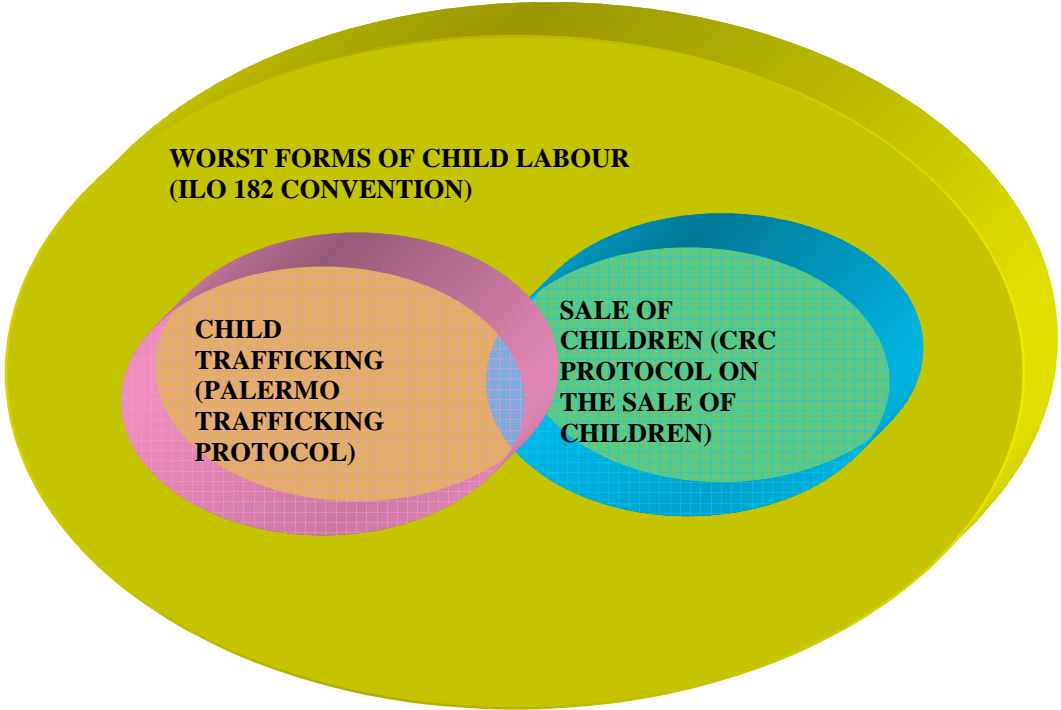 WORST FORMS OF CHILD LABOUR
(ILO 182 CONVENTION)
CHILD
TRAFFICKING
(PALERMO
TRAFFICKING
PROTOCOL)
SALE OF
CHILDREN (CRC
PROTOCOL ON
THE SALE OF
CHILDREN)